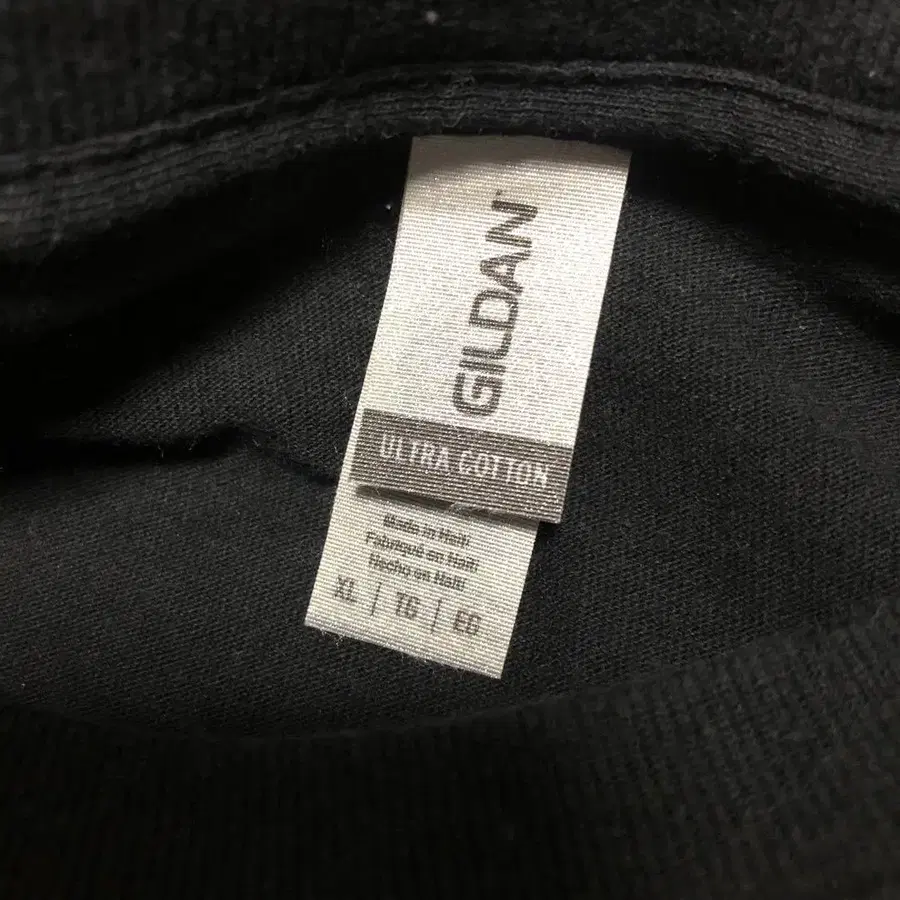 GILDAN
ULTRA COTTON
Made in Haiti
Fabriqué en Haïti
Hecho en Haití
XL | TG | EG